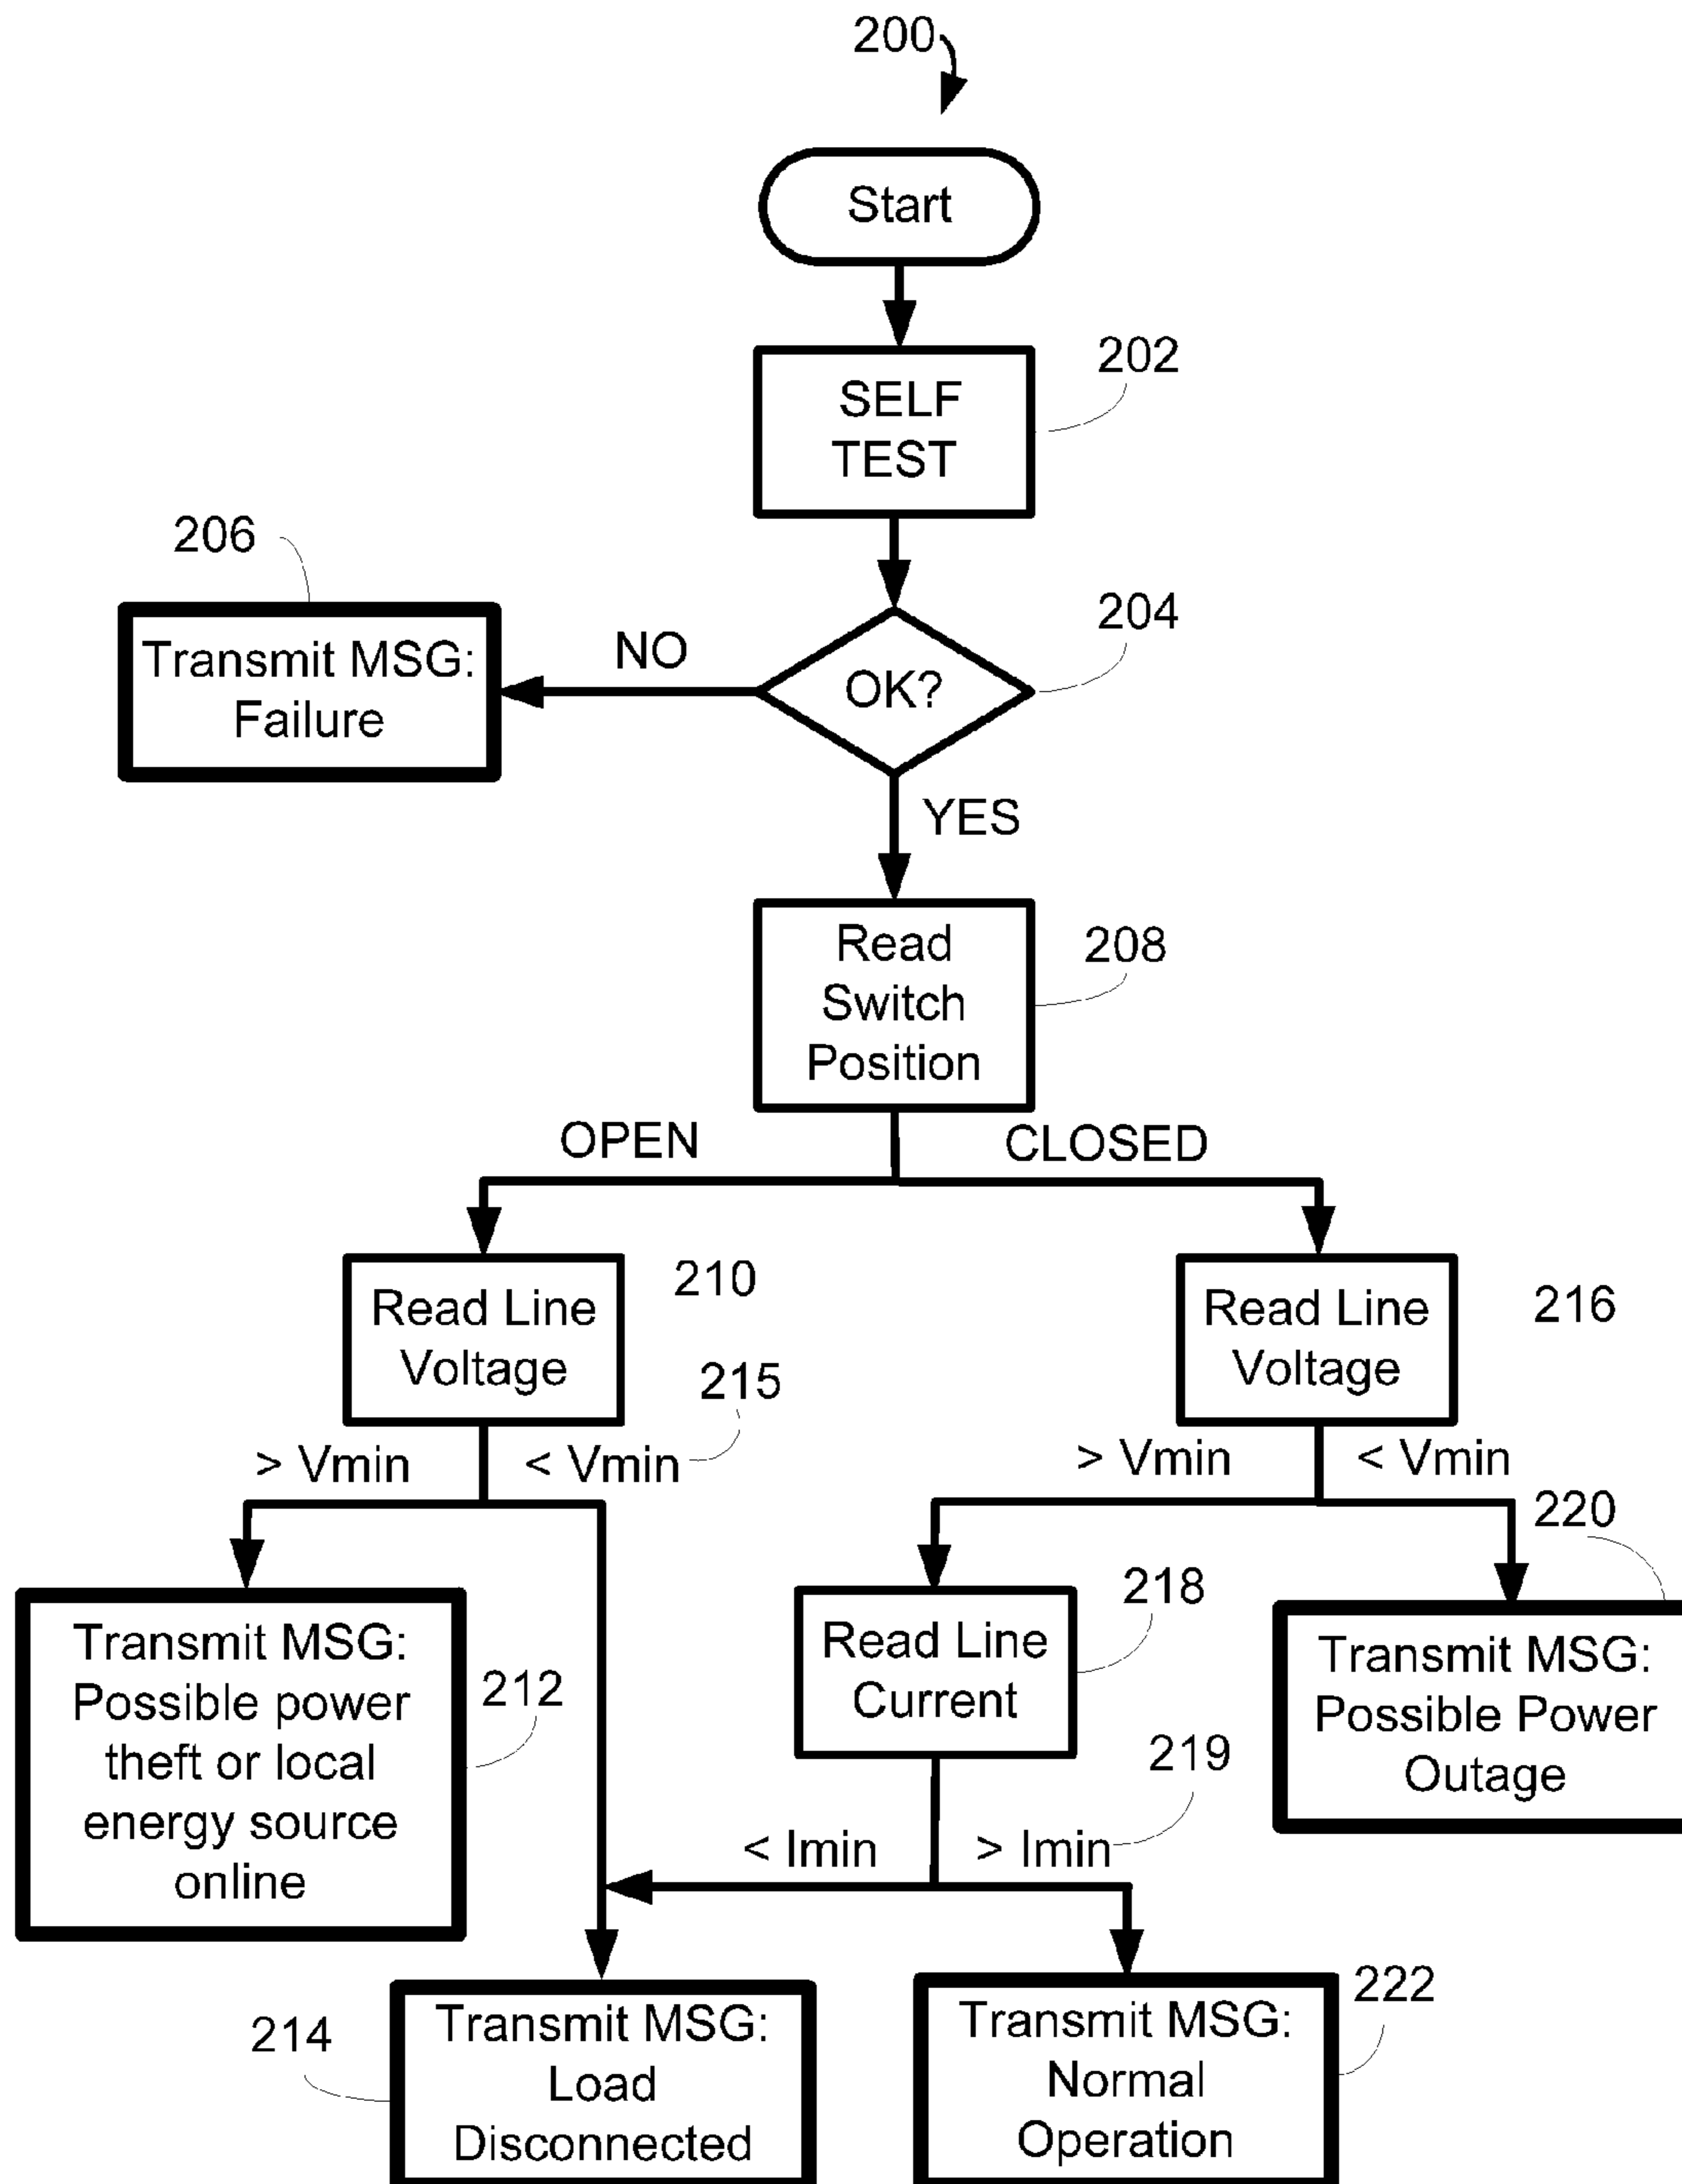 200
Start
SELF
TEST
202
206
Transmit MSG:
Failure
NO
OK?
204
YES
Read
Switch
Position
208
OPEN
CLOSED
Read Line
Voltage
210
215
Read Line
Voltage
216
> Vmin
< Vmin
> Vmin
< Vmin
220
Transmit MSG:
Possible power
theft or local
energy source
online
212
Read Line
Current
218
219
Transmit MSG:
Possible Power
Outage
< Imin
> Imin
214
Transmit MSG:
Load
Disconnected
Transmit MSG:
Normal
Operation
222